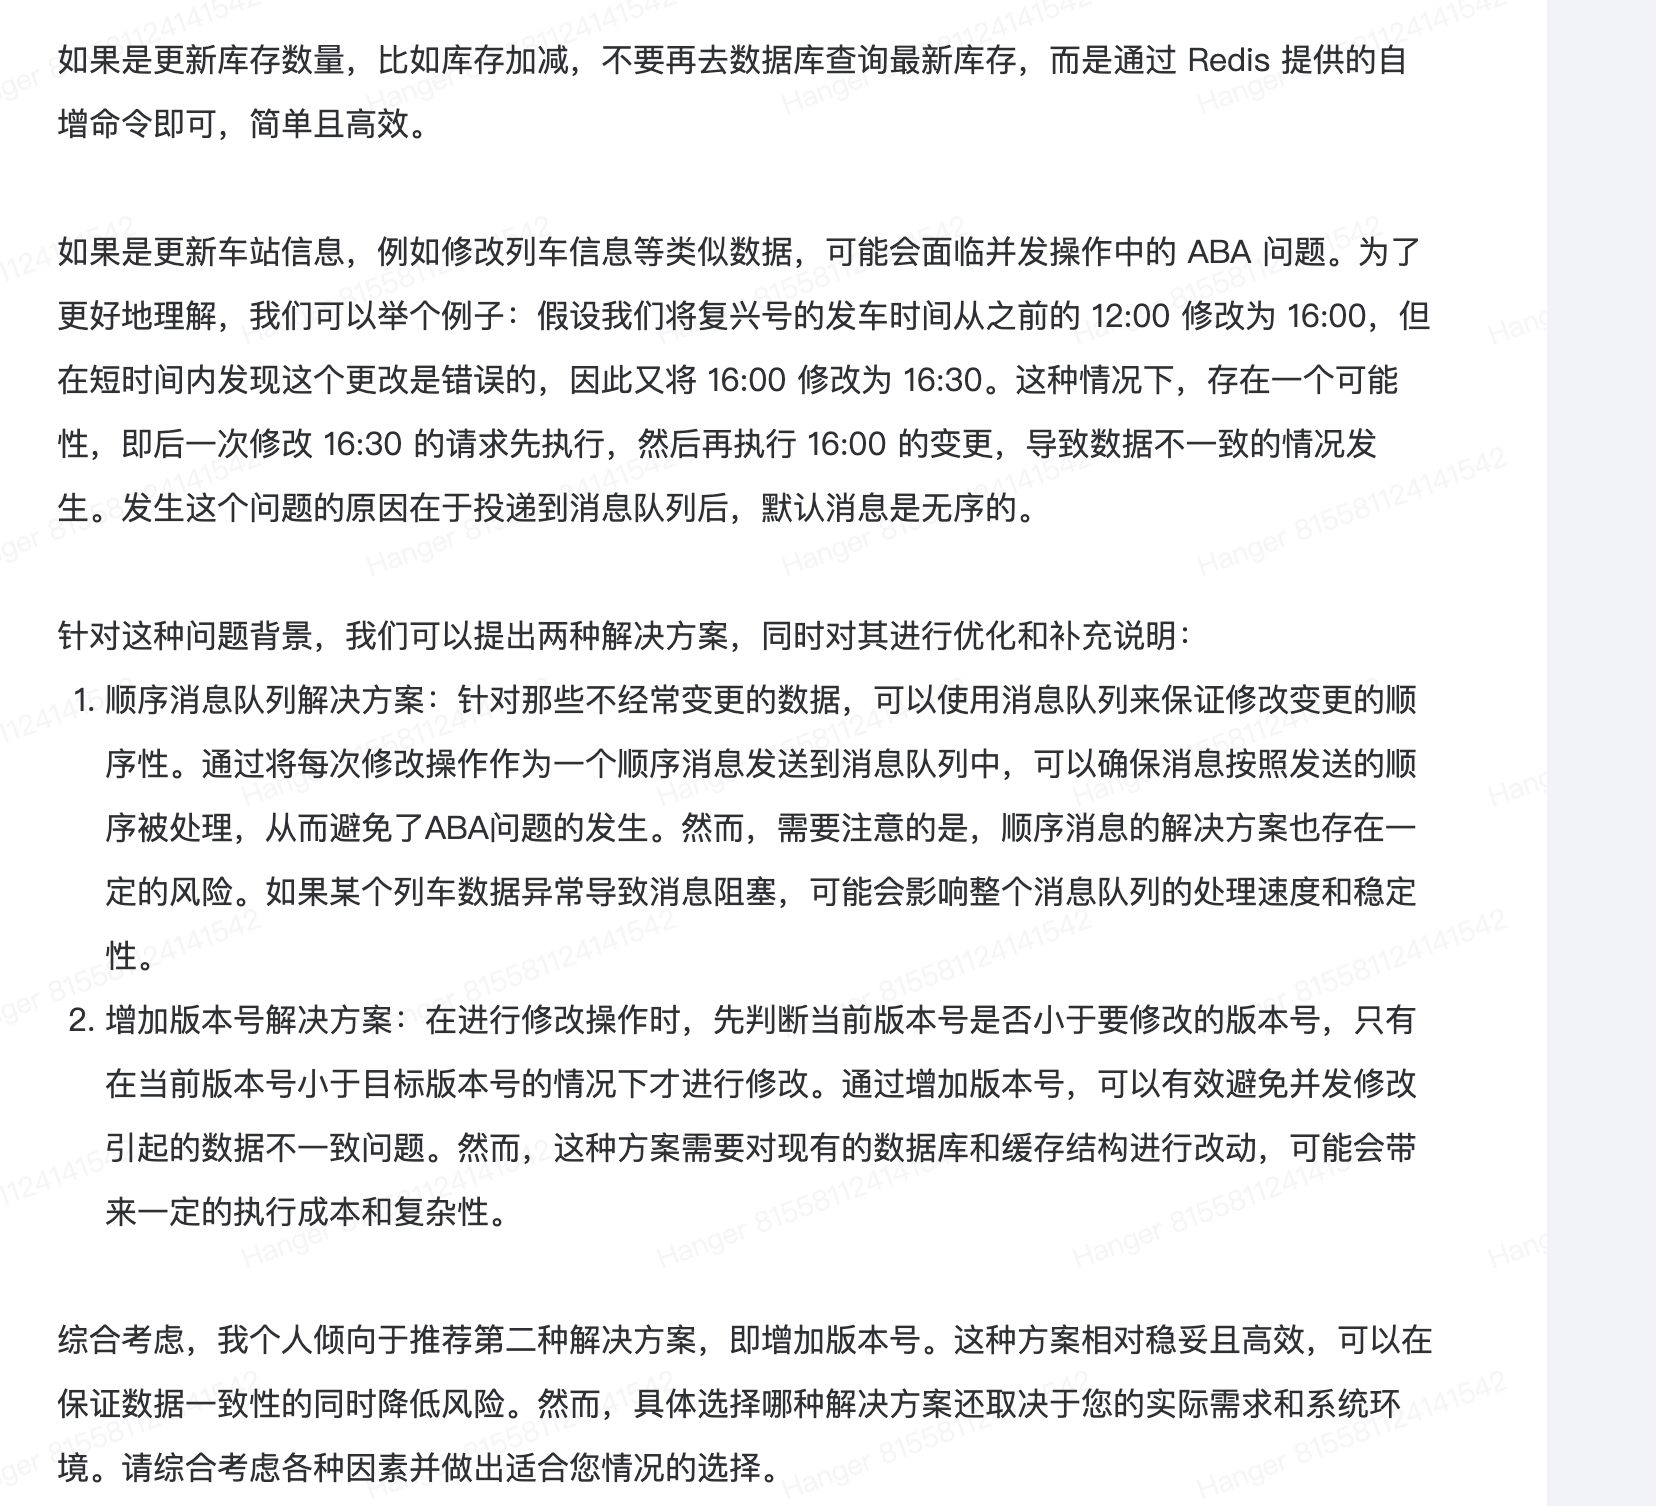 如果是更新库存数量，比如库存加减，不要再去数据库查询最新库存，而是通过 Redis 提供的自
增命令即可，简单且高效。
如果是更新车站信息，例如修改列车信息等类似数据，可能会面临并发操作中的 ABA 问题。为了
更好地理解，我们可以举个例子：假设我们将复兴号的发车时间从之前的 12:00 修改为 16:00，但
在短时间内发现这个更改是错误的，因此又将 16:00 修改为 16:30。这种情况下，存在一个可能
性，即后一次修改 16:30 的请求先执行，然后再执行 16:00 的变更，导致数据不一致的情况发
生。发生这个问题的原因在于投递到消息队列后，默认消息是无序的。
针对这种问题背景，我们可以提出两种解决方案，同时对其进行优化和补充说明：
1. 顺序消息队列解决方案：针对那些不经常变更的数据，可以使用消息队列来保证修改变更的顺
序性。通过将每次修改操作作为一个顺序消息发送到消息队列中，可以确保消息按照发送的顺
序被处理，从而避免了ABA问题的发生。然而，需要注意的是，顺序消息的解决方案也存在一
定的风险。如果某个列车数据异常导致消息阻塞，可能会影响整个消息队列的处理速度和稳定
性。
2. 增加版本号解决方案：在进行修改操作时，先判断当前版本号是否小于要修改的版本号，只有
在当前版本号小于目标版本号的情况下才进行修改。通过增加版本号，可以有效避免并发修改
引起的数据不一致问题。然而，这种方案需要对现有的数据库和缓存结构进行改动，可能会带
来一定的执行成本和复杂性。
综合考虑，我个人倾向于推荐第二种解决方案，即增加版本号。这种方案相对稳妥且高效，可以在
保证数据一致性的同时降低风险。然而，具体选择哪种解决方案还取决于您的实际需求和系统环
境。请综合考虑各种因素并做出适合您情况的选择。
Hanger 815581124141542